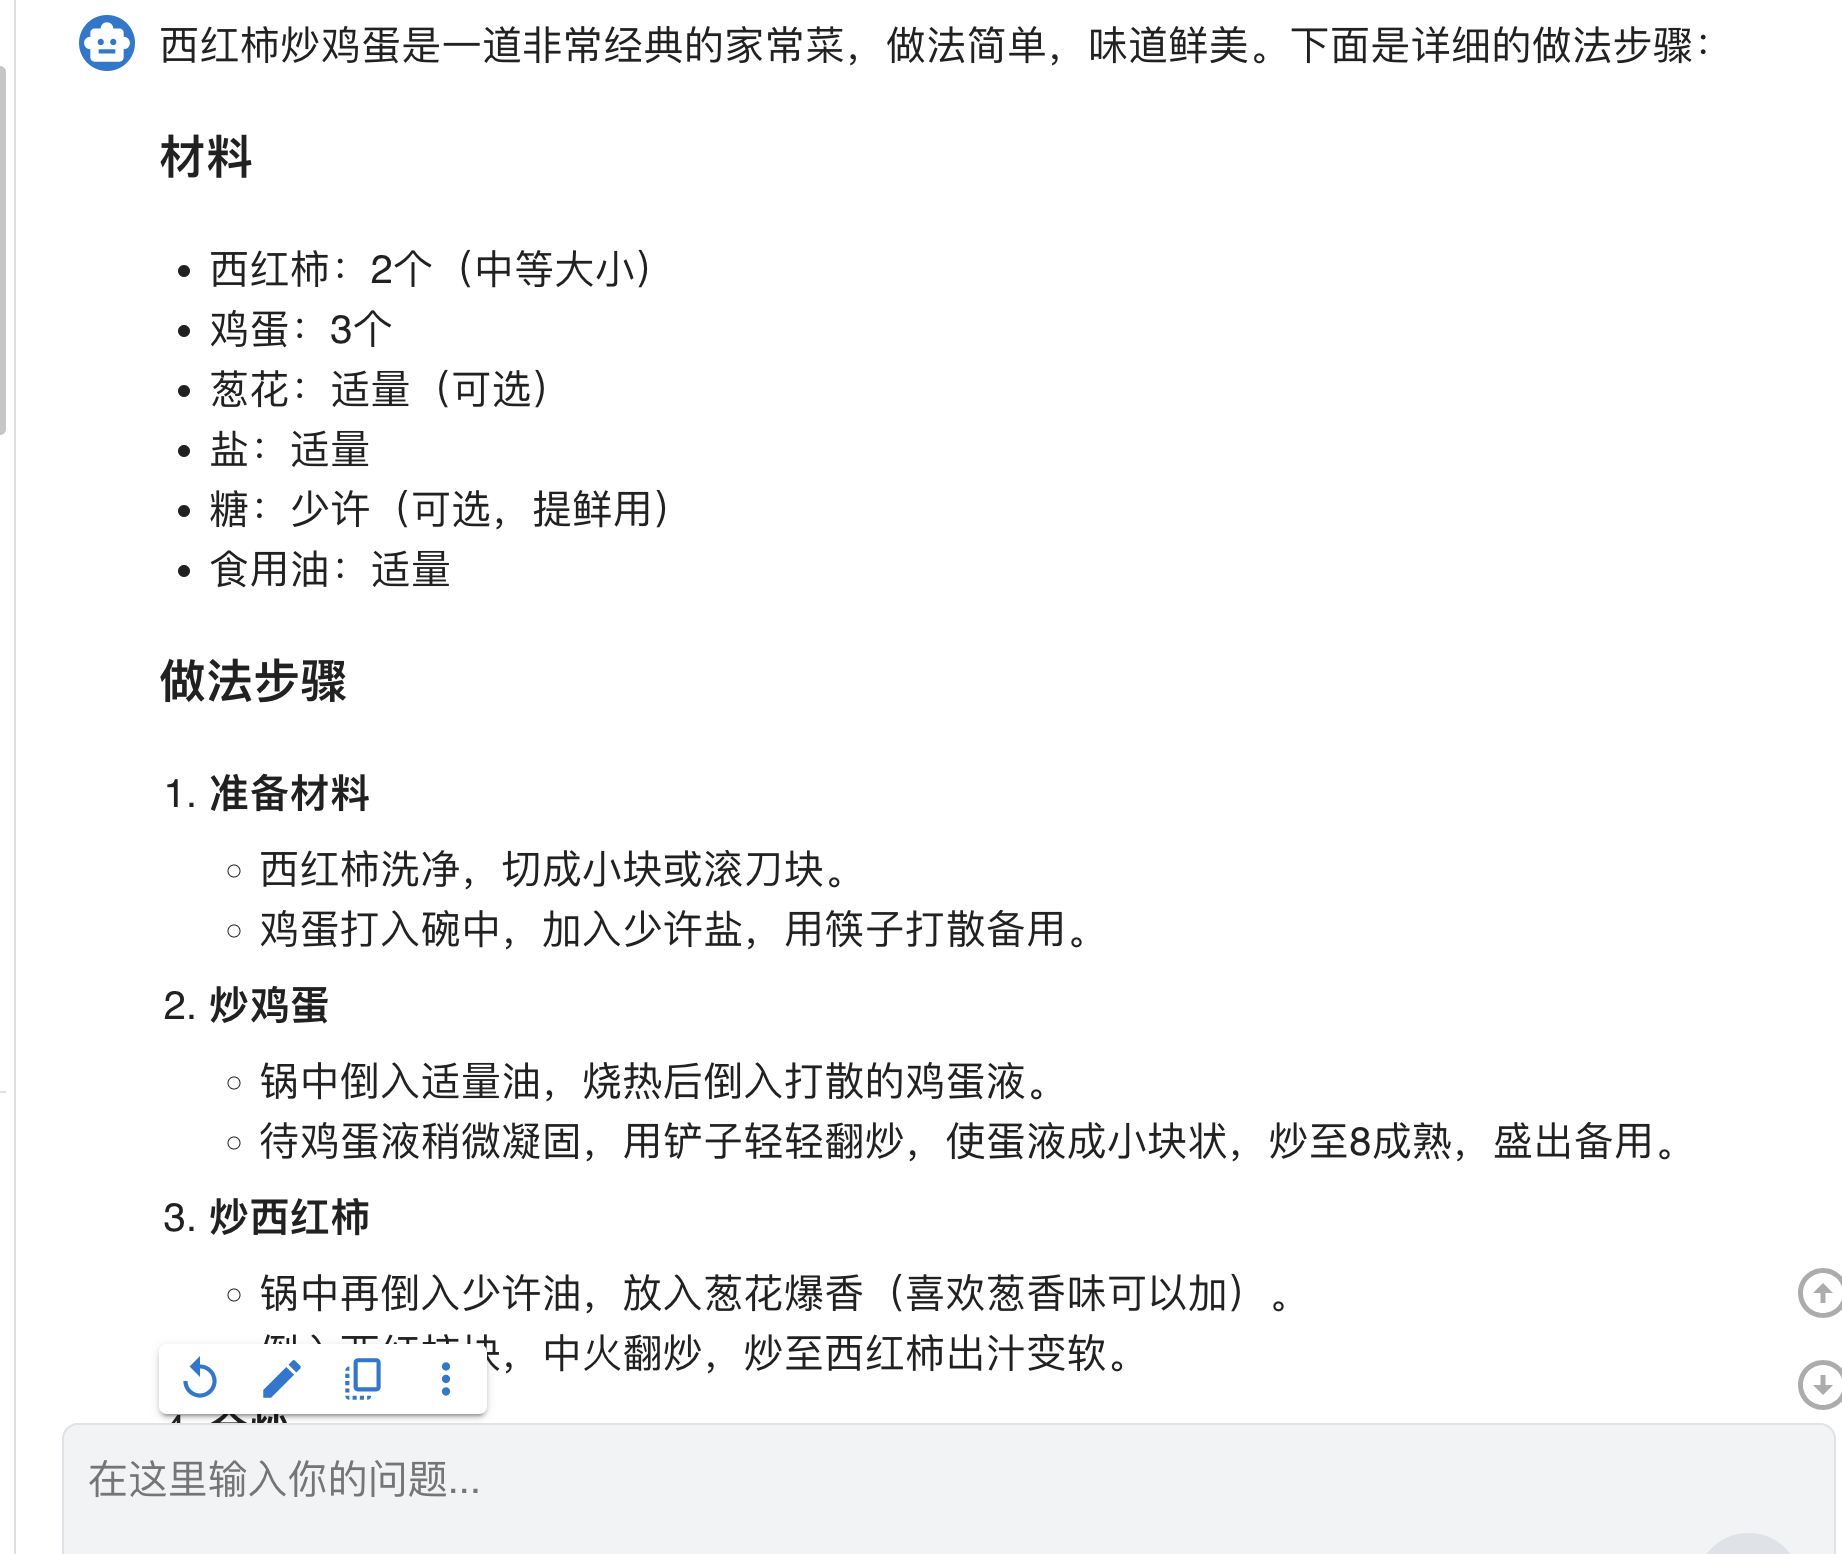 西红柿炒鸡蛋是一道非常经典的家常菜，做法简单，味道鲜美。下面是详细的做法步骤：
材料
• 西红柿：2个（中等大小）
• 鸡蛋：3个
• 葱花：适量（可选）
• 盐：适量
• 糖：少许（可选，提鲜用）
• 食用油：适量
做法步骤
1. 准备材料
◦ 西红柿洗净，切成小块或滚刀块。
◦ 鸡蛋打入碗中，加入少许盐，用筷子打散备用。
2. 炒鸡蛋
◦ 锅中倒入适量油，烧热后倒入打散的鸡蛋液。
◦ 待鸡蛋液稍微凝固，用铲子轻轻翻炒，使蛋液成小块状，炒至8成熟，盛出备用。
3. 炒西红柿
◦ 锅中再倒入少许油，放入葱花爆香（喜欢葱香味可以加）。
，中火翻炒，炒至西红柿出汁变软。
在这里输入你的问题...